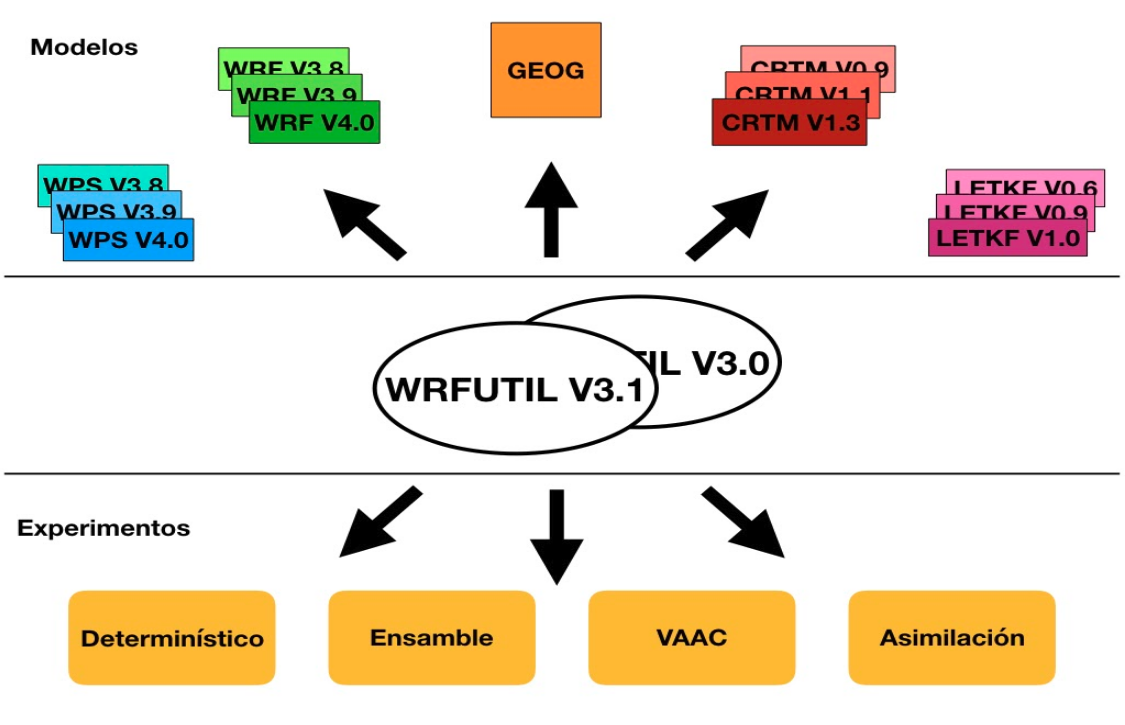 Modelos
WRF V3.8
WRF V3.9
WRF V4.0
GEOG
CRTM V0.9
CRTM V1.1
CRTM V1.3
WPS V3.8
WPS V3.9
WPS V4.0
LETKF V0.6
LETKF V0.9
LETKF V1.0
WRFUTIL V3.1
TIL V3.0
Experimentos
Determinístico
Ensamble
VAAC
Asimilación